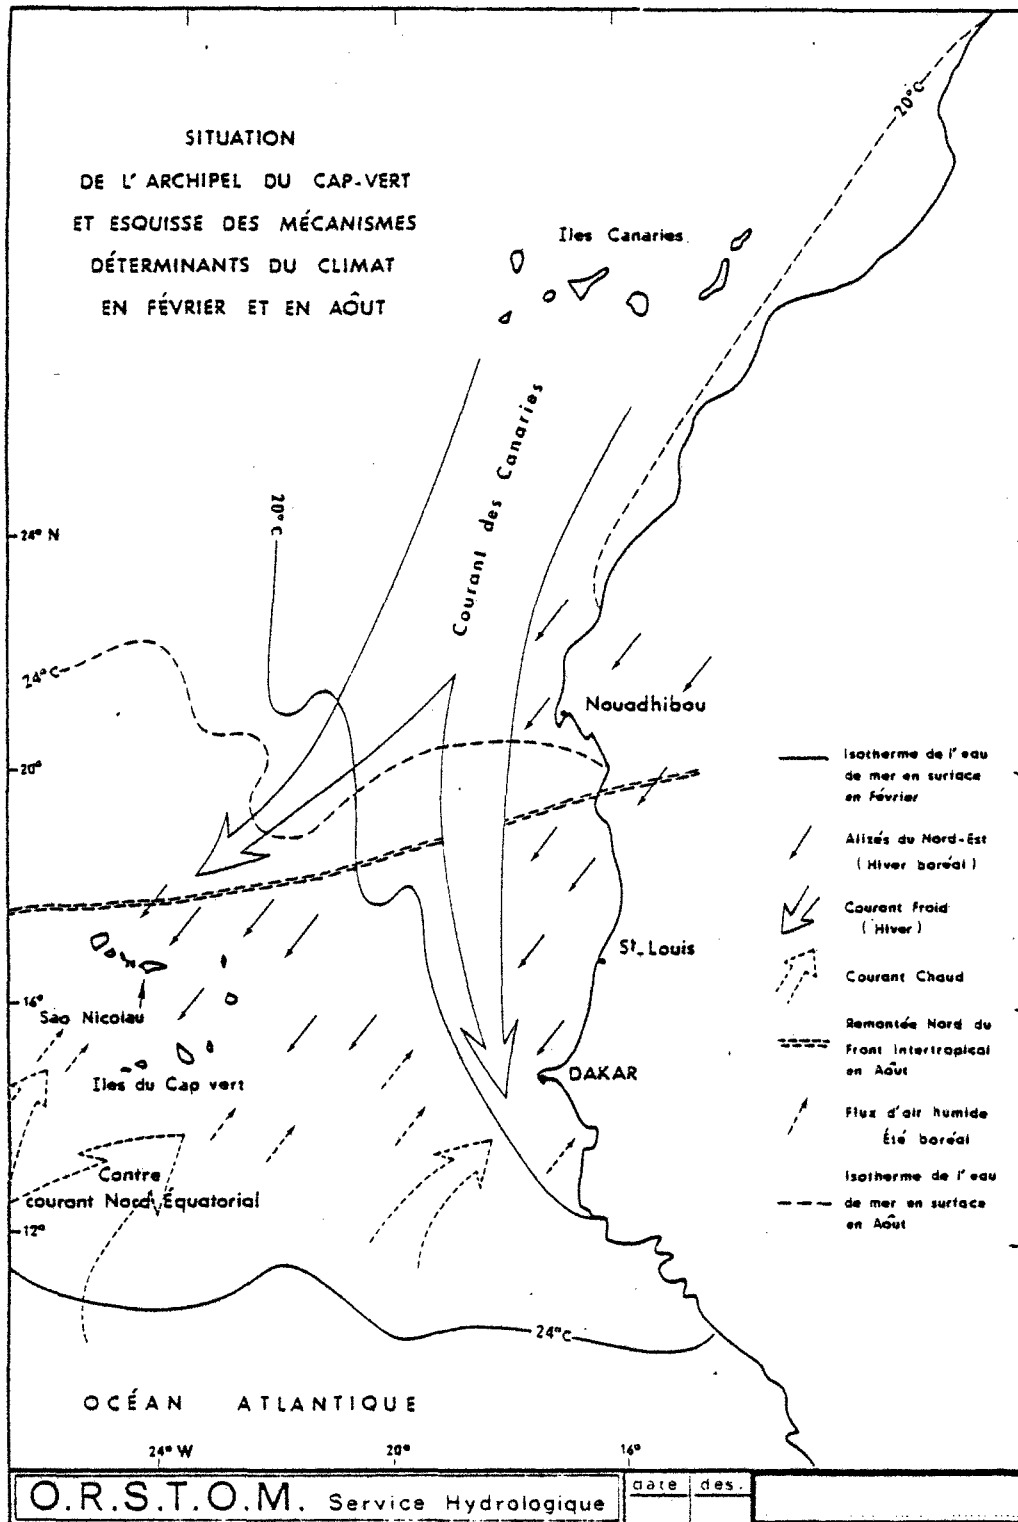 SITUATION
DE L'ARCHIPEL DU CAP-VERT
ET ESQUISSE DES MÉCANISMES
DÉTERMINANTS DU CLIMAT
EN FÉVRIER ET EN AOÛT
20°C
Iles Canaries
Courant des Canaries
20°C
24° N
24°C
Nouadhibou
20°
St. Louis
16°
Sao Nicolau
DAKAR
Iles du Cap vert
Contre
courant Nord Équatorial
12°
24°C
OCÉAN ATLANTIQUE
24° W
20°
16°
Isotherme de l'eau
de mer en surface
en Février
Alizés du Nord-Est
(Hiver boréal)
Courant Froid
(Hiver)
Courant Chaud
Remontée Nord du
Front Intertropical
en Août
Flux d'air humide
Été boréal
Isotherme de l'eau
de mer en surface
en Août
O.R.S.T.O.M. Service Hydrologique
date
des.